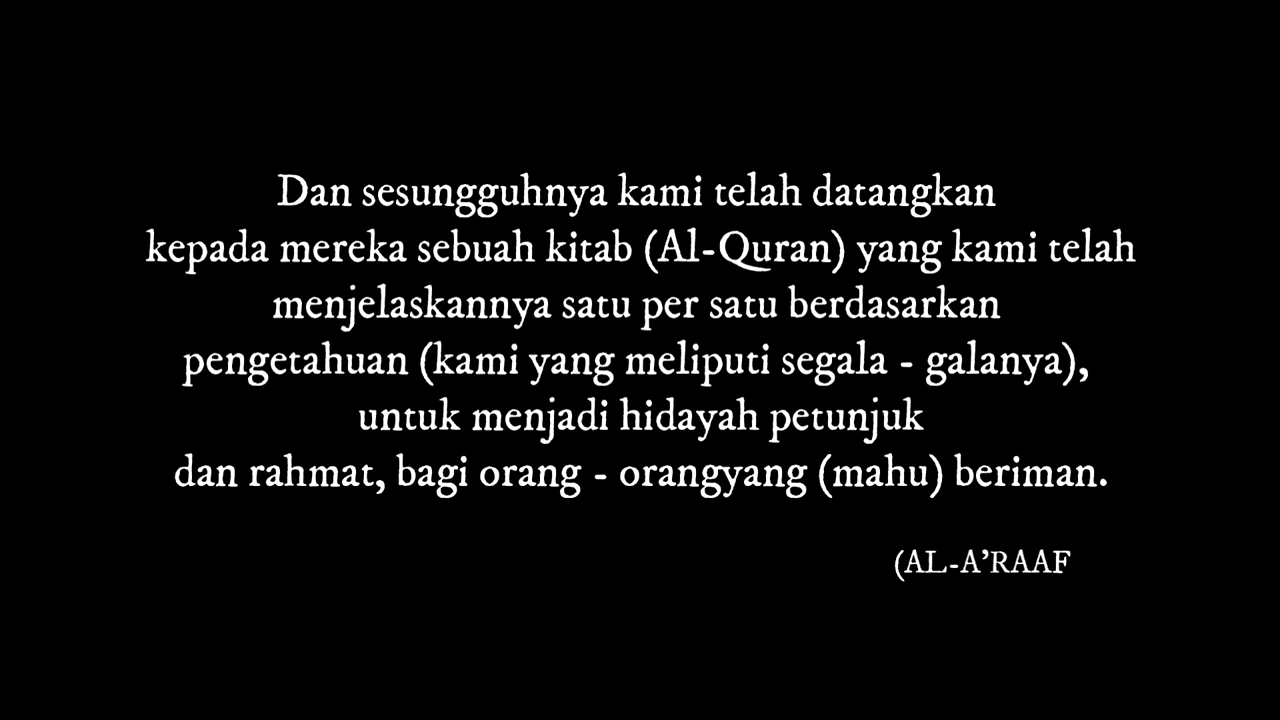 Dan sesungguhnya kami telah datangkan
kepada mereka sebuah kitab (Al-Quran) yang kami telah
menjelaskannya satu per satu berdasarkan
pengetahuan (kami yang meliputi segala - galanya),
untuk menjadi hidayah petunjuk
dan rahmat, bagi orang - orangyang (mahu) beriman.
(AL-A'RAAF